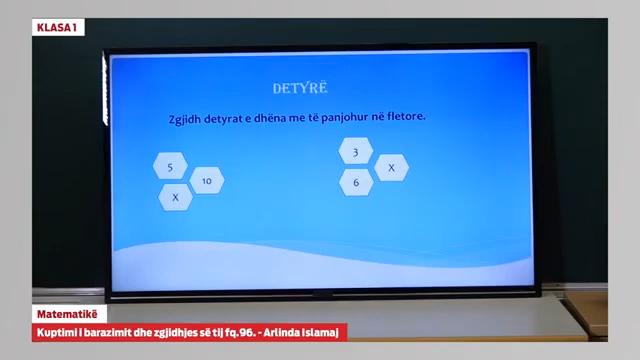 KLASA 1
DETYRË
Zgjidh detyrat e dhëna me të panjohur në fletore.
5
10
X
3
X
6
Matematikë
Kuptimi i barazimit dhe zgjidhjes së tij fq.96. - Arlinda Islamaj